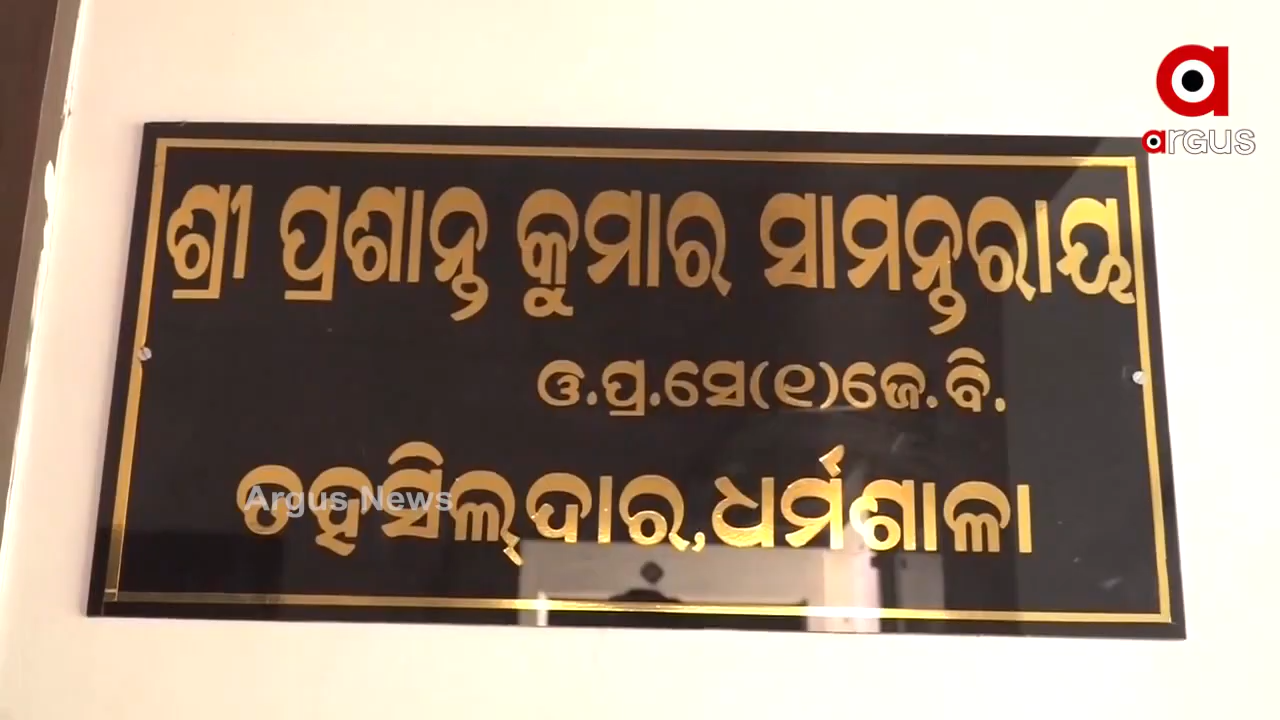 argus
ଶ୍ରୀ ପ୍ରଶାନ୍ତ କୁମାର ସାମନ୍ତରାୟ
ଓ.ପ୍ର.ସେ(୧)ଜେ.ବି.
ତହସିଲ୍‌ଦାର,ଧର୍ମଶାଳା
Argus News